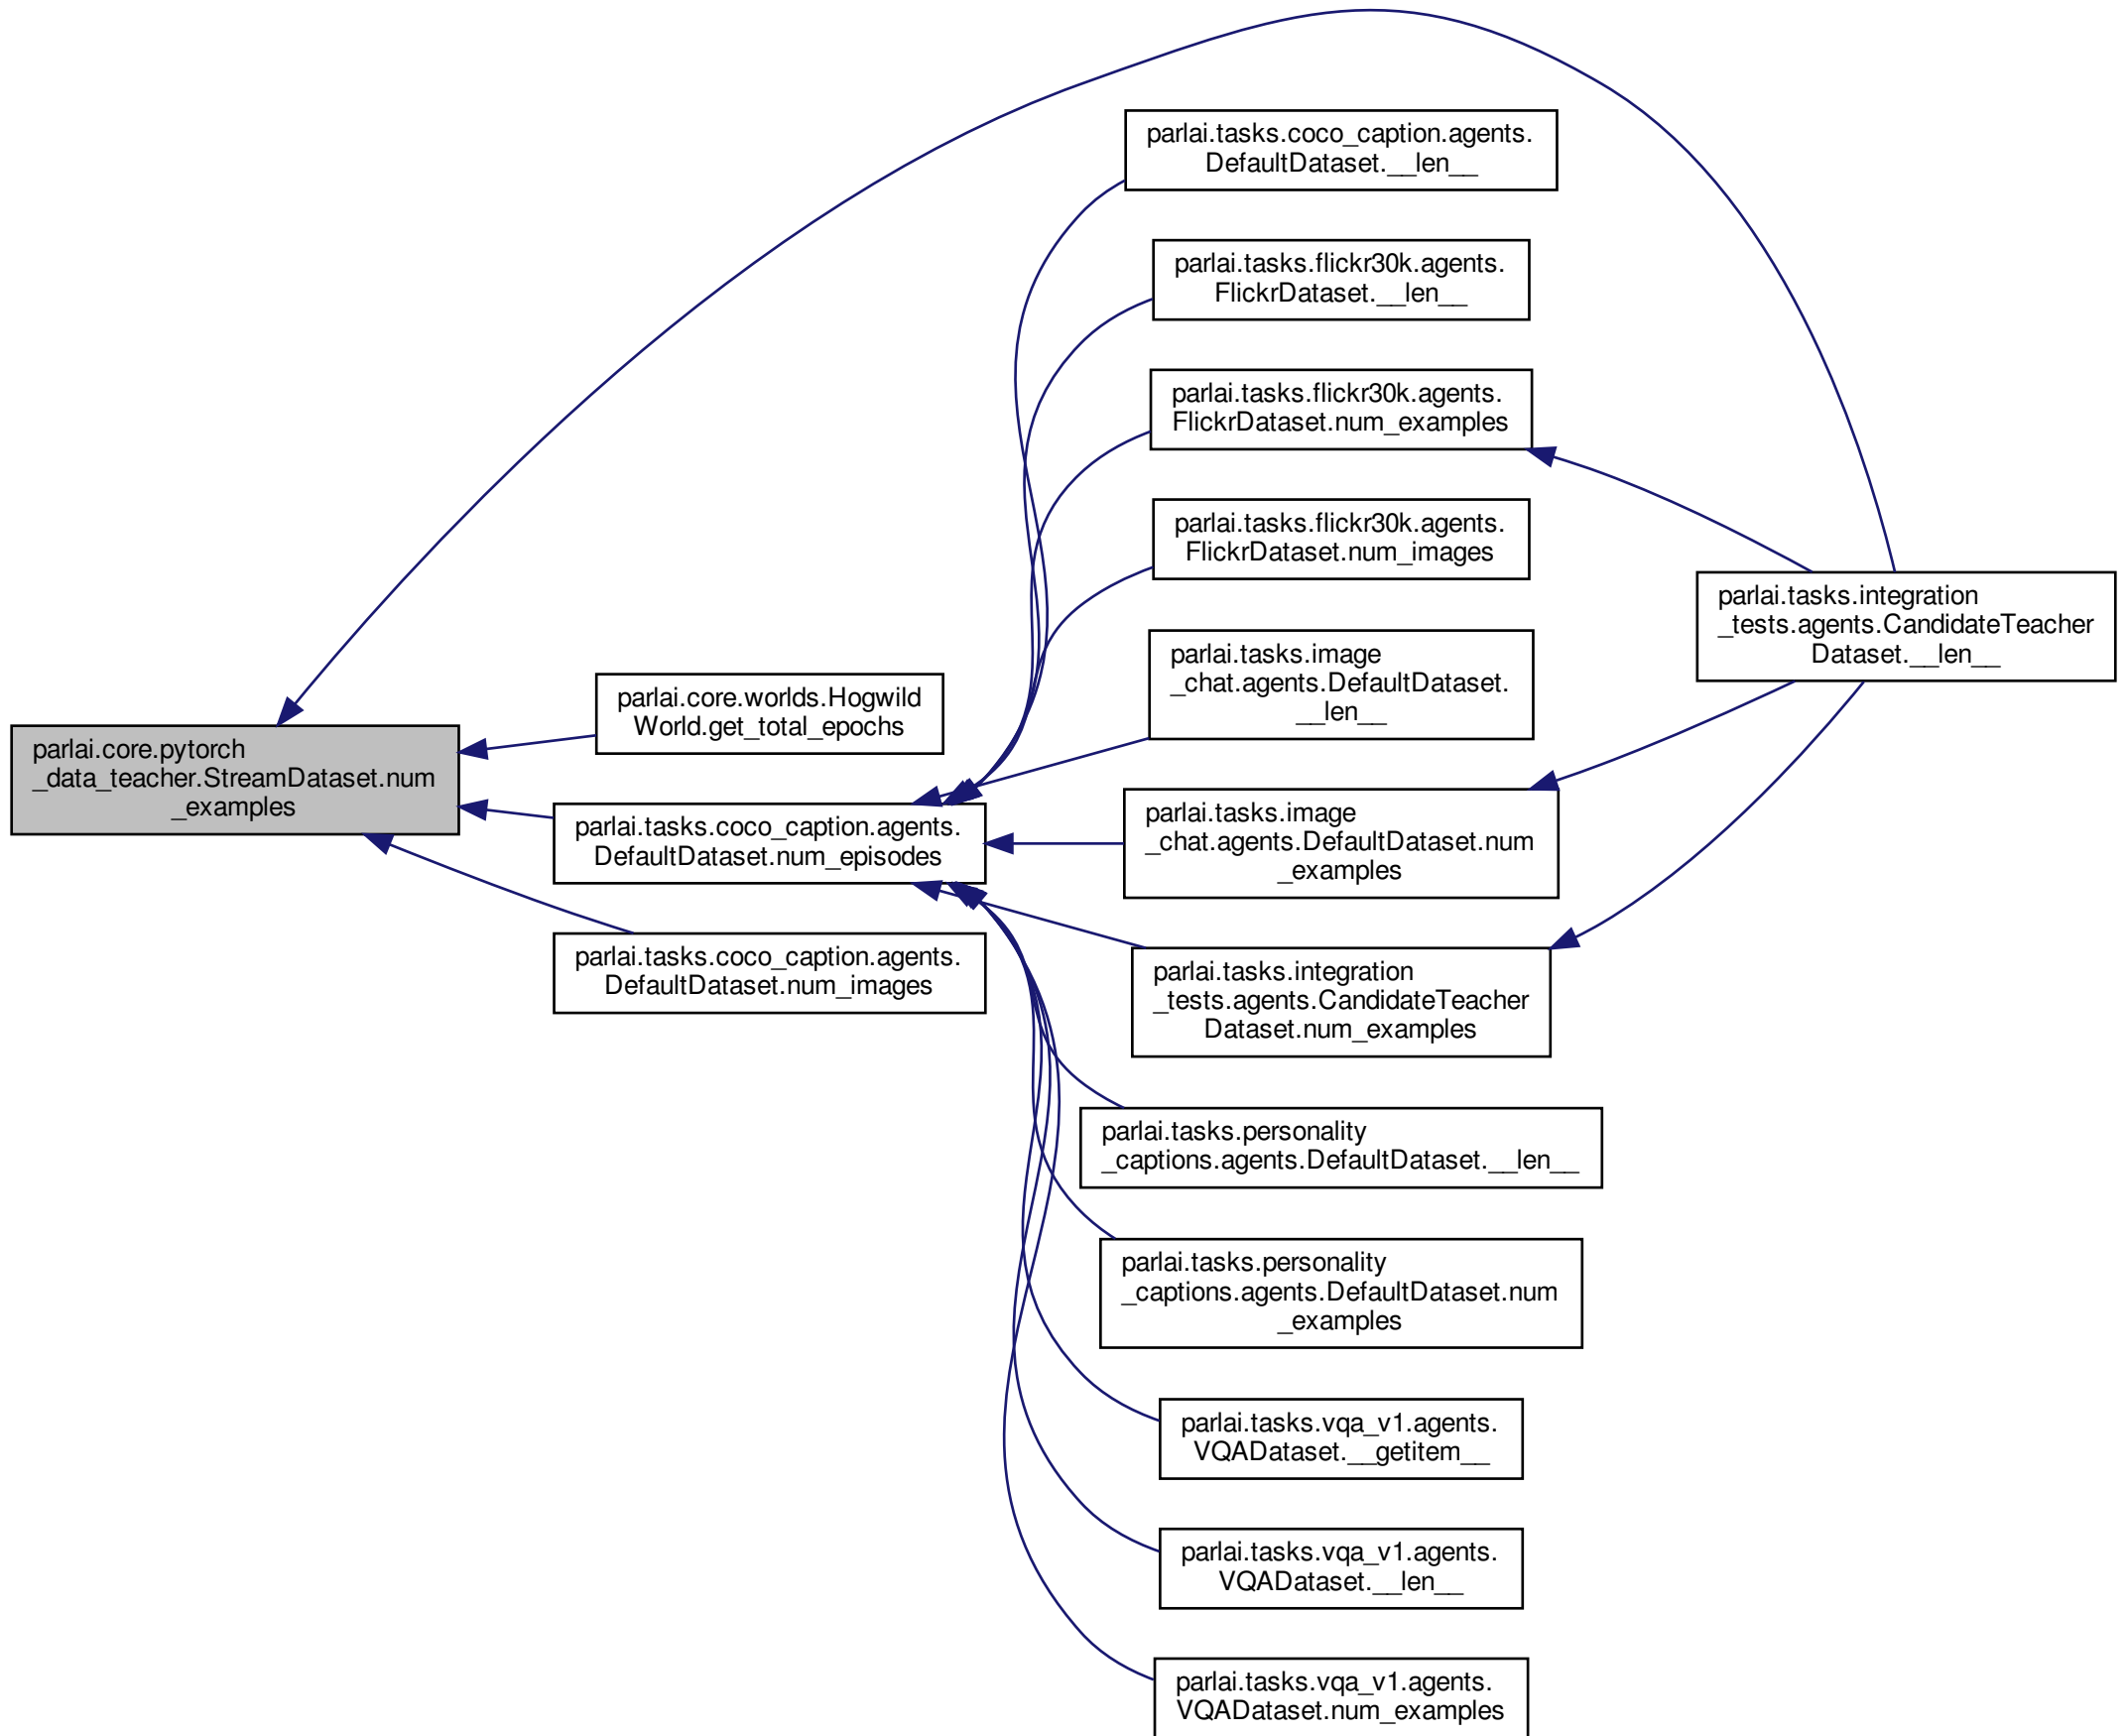 parlai.tasks.coco_caption.agents.
DefaultDataset.__len__
parlai.tasks.flickr30k.agents.
FlickrDataset.__len__
parlai.tasks.flickr30k.agents.
FlickrDataset.num_examples
parlai.tasks.flickr30k.agents.
FlickrDataset.num_images
parlai.tasks.integration
_tests.agents.CandidateTeacher
Dataset.__len__
parlai.tasks.image
_chat.agents.DefaultDataset.
__len__
parlai.core.worlds.Hogwild
World.get_total_epochs
parlai.core.pytorch
_data_teacher.StreamDataset.num
_examples
parlai.tasks.coco_caption.agents.
DefaultDataset.num_episodes
parlai.tasks.image
_chat.agents.DefaultDataset.num
_examples
parlai.tasks.coco_caption.agents.
DefaultDataset.num_images
parlai.tasks.integration
_tests.agents.CandidateTeacher
Dataset.num_examples
parlai.tasks.personality
_captions.agents.DefaultDataset.__len__
parlai.tasks.personality
_captions.agents.DefaultDataset.num
_examples
parlai.tasks.vqa_v1.agents.
VQADataset.__getitem__
parlai.tasks.vqa_v1.agents.
VQADataset.__len__
parlai.tasks.vqa_v1.agents.
VQADataset.num_examples